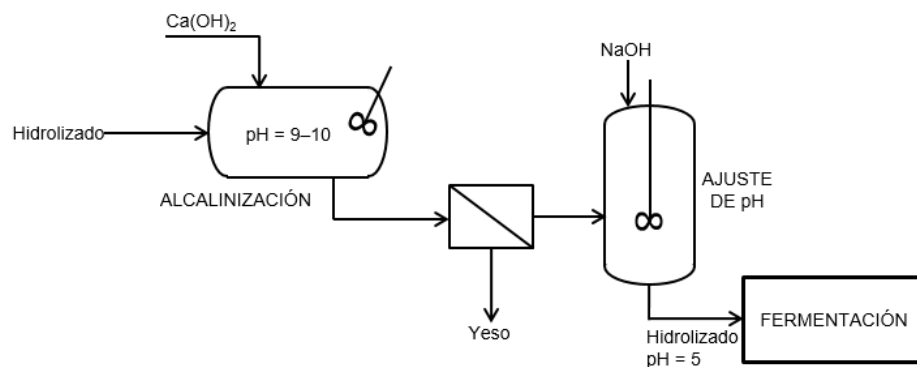 Ca(OH)₂
Hidrolizado
pH = 9–10
ALCALINIZACIÓN
Yeso
NaOH
AJUSTE
DE pH
Hidrolizado
pH = 5
FERMENTACIÓN